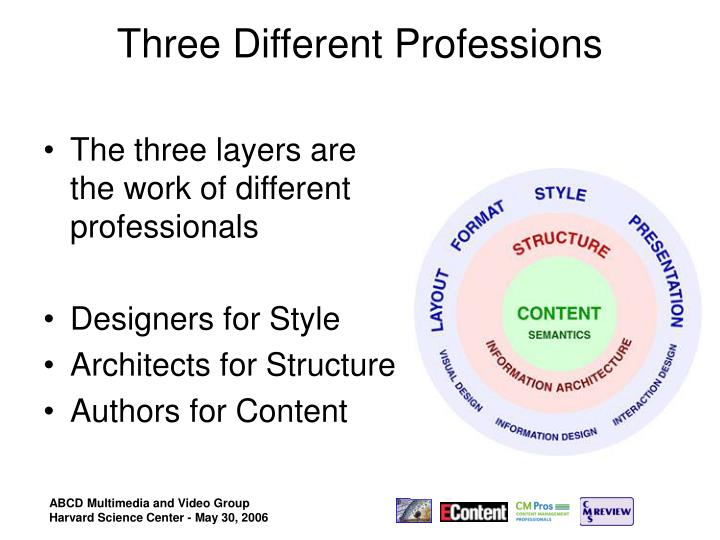 Three Different Professions
• The three layers are
the work of different
professionals
• Designers for Style
• Architects for Structure
• Authors for Content
LAYOUT FORMAT STYLE PRESENTATION
STRUCTURE
CONTENT
SEMANTICS
INFORMATION ARCHITECTURE
VISUAL DESIGN INFORMATION DESIGN INTERACTION DESIGN
ABCD Multimedia and Video Group
Harvard Science Center - May 30, 2006
EContent
CM Pros
CONTENT MANAGEMENT
PROFESSIONALS
CMS REVIEW